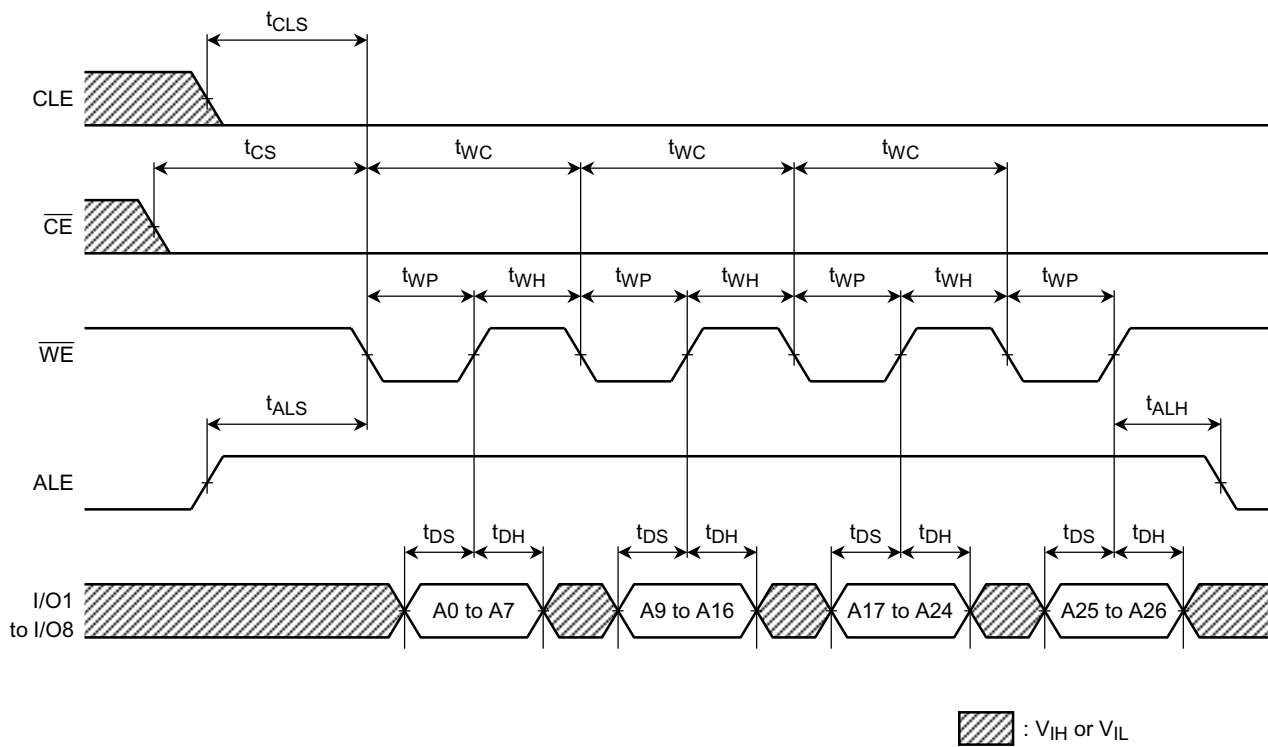 tCLS
CLE
tCS tWC tWC tWC
CE
tWP tWH tWP tWH tWP tWH tWP
WE
tALS tALH
ALE
tDS tDH tDS tDH tDS tDH tDS tDH
I/O1
to I/O8
A0 to A7 A9 to A16 A17 to A24 A25 to A26
: VIH or VIL